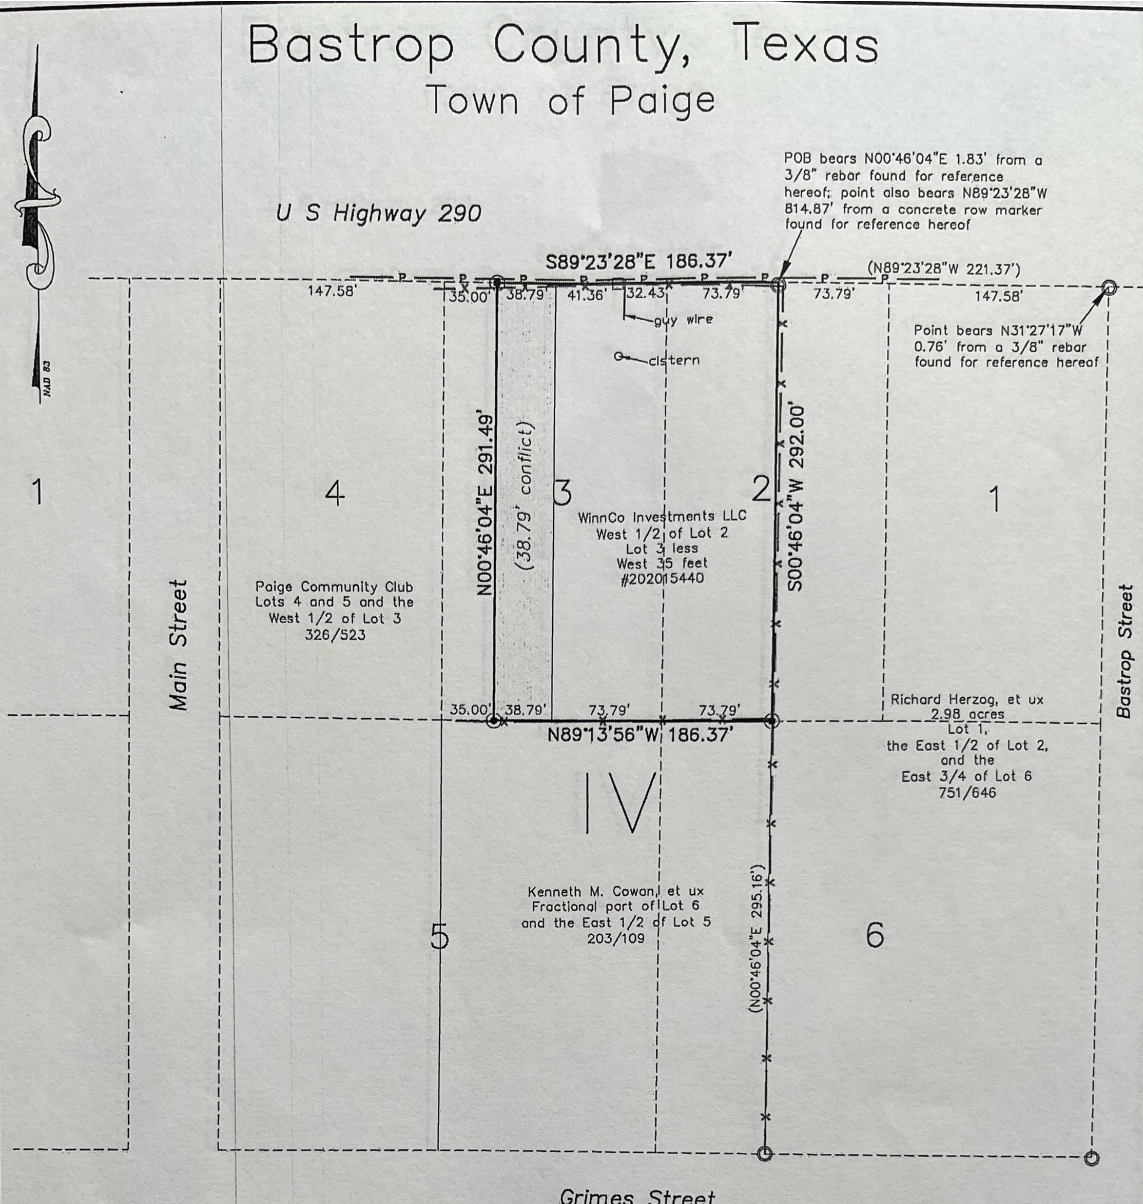 Bastrop County, Texas
Town of Paige
NAD 83
POB bears N00°46'04"E 1.83' from a
3/8" rebar found for reference
hereof; point also bears N89°23'28"W
814.87' from a concrete row marker
found for reference hereof
U S Highway 290
S89°23'28"E 186.37'
(N89°23'28"W 221.37')
P P P P P P P P P
147.58'
35.00'
38.79'
41.36'
32.43'
73.79'
73.79'
147.58'
guy wire
cistern
Point bears N31°27'17"W
0.76' from a 3/8" rebar
found for reference hereof
N00°46'04"E 291.49'
(38.79' conflict)
S00°46'04"W 292.00'
1
4
3
2
1
WinnCo Investments LLC
West 1/2 of Lot 2
Lot 3 less
West 35 feet
#202015440
Paige Community Club
Lots 4 and 5 and the
West 1/2 of Lot 3
326/523
Main Street
Bastrop Street
35.00'
38.79'
73.79'
73.79'
N89°13'56"W 186.37'
Richard Herzog, et ux
2.98 acres
Lot 1,
the East 1/2 of Lot 2,
and the
East 3/4 of Lot 6
751/646
IV
Kenneth M. Cowan, et ux
Fractional part of Lot 6
and the East 1/2 of Lot 5
203/109
(N00°46'04"E 295.16')
5
6
Grimes Street